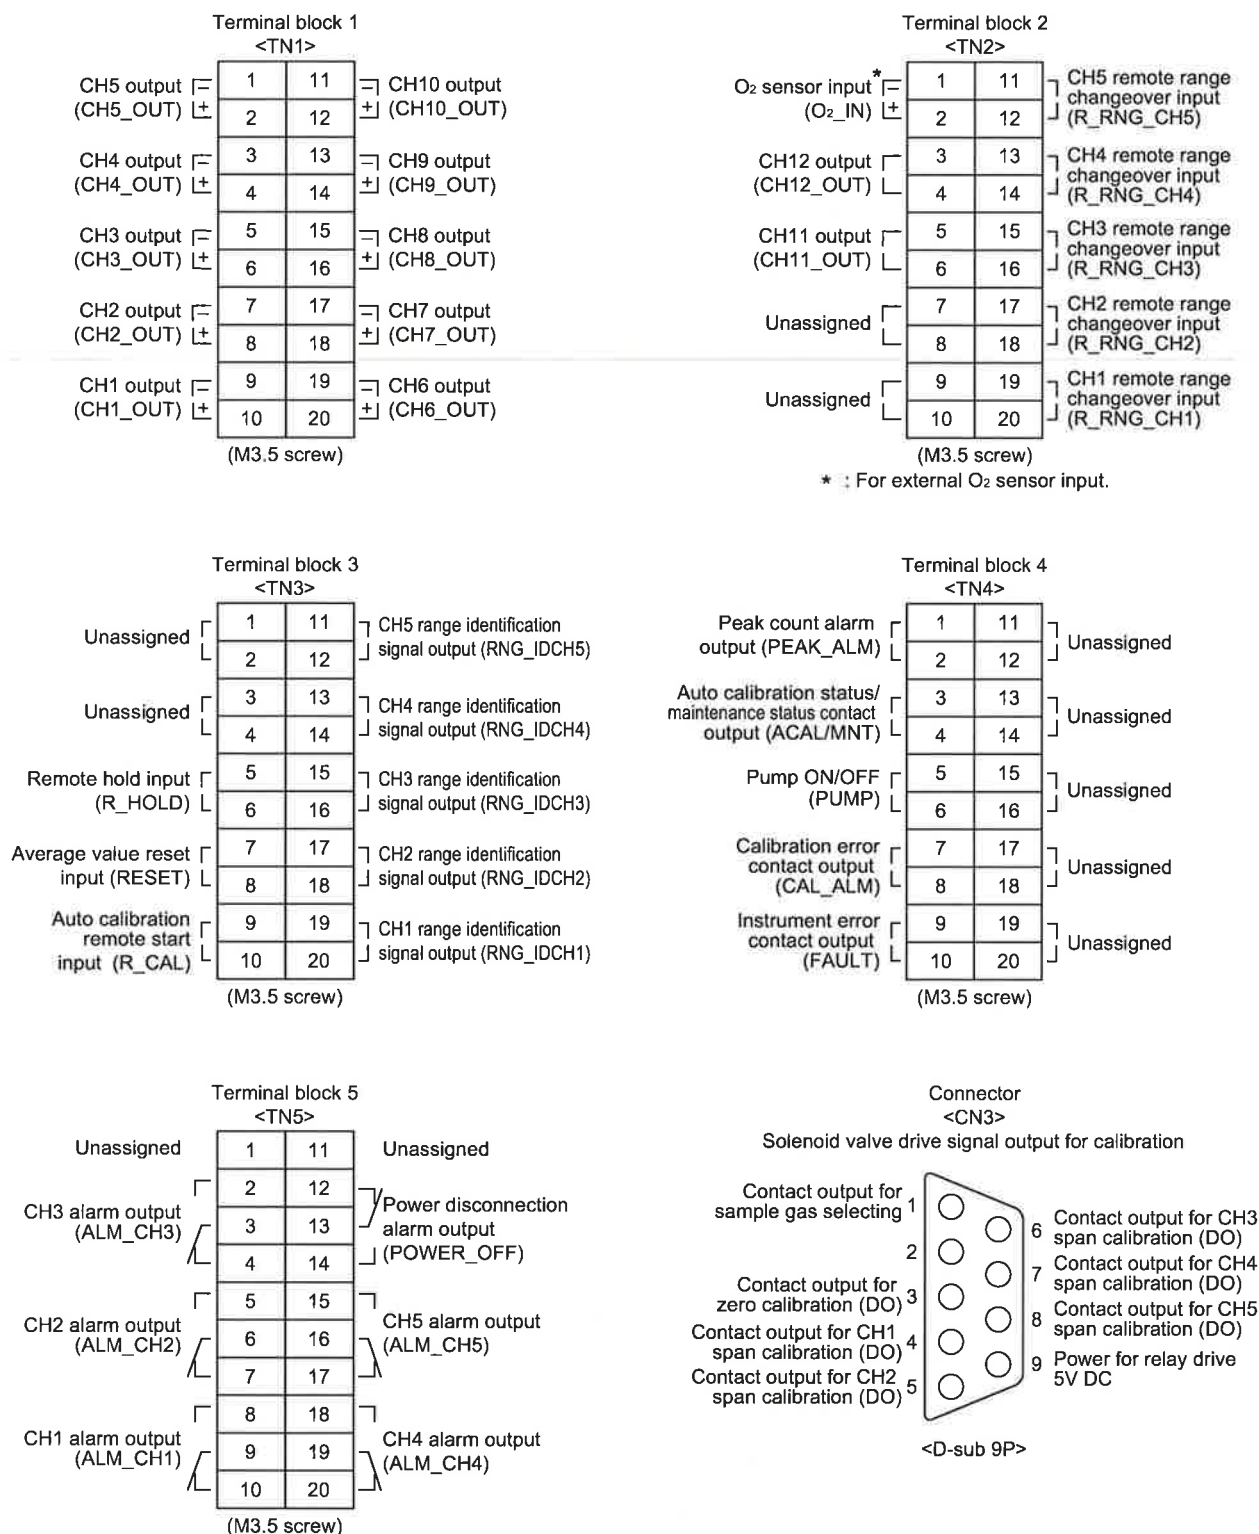 Terminal block 1
<TN1>
CH5 output −
(CH5_OUT) +
CH4 output −
(CH4_OUT) +
CH3 output −
(CH3_OUT) +
CH2 output −
(CH2_OUT) +
CH1 output −
(CH1_OUT) +
1 11
2 12
3 13
4 14
5 15
6 16
7 17
8 18
9 19
10 20
− CH10 output
+ (CH10_OUT)
− CH9 output
+ (CH9_OUT)
− CH8 output
+ (CH8_OUT)
− CH7 output
+ (CH7_OUT)
− CH6 output
+ (CH6_OUT)
(M3.5 screw)
Terminal block 2
<TN2>
O2 sensor input * −
(O2_IN) +
CH12 output
(CH12_OUT)
CH11 output
(CH11_OUT)
Unassigned
Unassigned
1 11
2 12
3 13
4 14
5 15
6 16
7 17
8 18
9 19
10 20
CH5 remote range
changeover input
(R_RNG_CH5)
CH4 remote range
changeover input
(R_RNG_CH4)
CH3 remote range
changeover input
(R_RNG_CH3)
CH2 remote range
changeover input
(R_RNG_CH2)
CH1 remote range
changeover input
(R_RNG_CH1)
(M3.5 screw)
* : For external O2 sensor input.
Terminal block 3
<TN3>
Unassigned
Unassigned
Remote hold input
(R_HOLD)
Average value reset
input (RESET)
Auto calibration
remote start
input (R_CAL)
1 11
2 12
3 13
4 14
5 15
6 16
7 17
8 18
9 19
10 20
CH5 range identification
signal output (RNG_IDCH5)
CH4 range identification
signal output (RNG_IDCH4)
CH3 range identification
signal output (RNG_IDCH3)
CH2 range identification
signal output (RNG_IDCH2)
CH1 range identification
signal output (RNG_IDCH1)
(M3.5 screw)
Terminal block 4
<TN4>
Peak count alarm
output (PEAK_ALM)
Auto calibration status/
maintenance status contact
output (ACAL/MNT)
Pump ON/OFF
(PUMP)
Calibration error
contact output
(CAL_ALM)
Instrument error
contact output
(FAULT)
1 11
2 12
3 13
4 14
5 15
6 16
7 17
8 18
9 19
10 20
Unassigned
Unassigned
Unassigned
Unassigned
Unassigned
(M3.5 screw)
Terminal block 5
<TN5>
Unassigned
CH3 alarm output
(ALM_CH3)
CH2 alarm output
(ALM_CH2)
CH1 alarm output
(ALM_CH1)
1 11
2 12
3 13
4 14
5 15
6 16
7 17
8 18
9 19
10 20
Unassigned
Power disconnection
alarm output
(POWER_OFF)
CH5 alarm output
(ALM_CH5)
CH4 alarm output
(ALM_CH4)
(M3.5 screw)
Connector
<CN3>
Solenoid valve drive signal output for calibration
Contact output for
sample gas selecting 1
2
Contact output for
zero calibration (DO) 3
Contact output for CH1
span calibration (DO) 4
Contact output for CH2
span calibration (DO) 5
6 Contact output for CH3
span calibration (DO)
7 Contact output for CH4
span calibration (DO)
8 Contact output for CH5
span calibration (DO)
9 Power for relay drive
5V DC
<D-sub 9P>